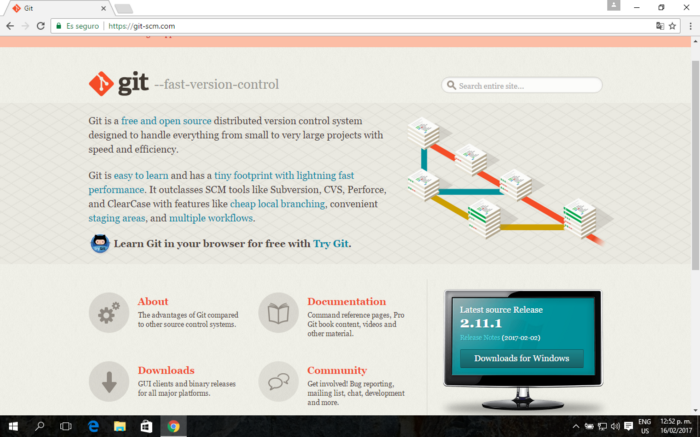 Git
Es seguro
https://git-scm.com
git --fast-version-control
Search entire site...
Git is a free and open source distributed version control system
designed to handle everything from small to very large projects with
speed and efficiency.
Git is easy to learn and has a tiny footprint with lightning fast
performance. It outclasses SCM tools like Subversion, CVS, Perforce,
and ClearCase with features like cheap local branching, convenient
staging areas, and multiple workflows.
Learn Git in your browser for free with Try Git.
About
The advantages of Git compared
to other source control systems.
Documentation
Command reference pages, Pro
Git book content, videos and
other material.
Downloads
GUI clients and binary releases
for all major platforms.
Community
Get involved! Bug reporting,
mailing list, chat, development
and more.
Latest source Release
2.11.1
Release Notes (2017-02-02)
Downloads for Windows
ENG
US
12:52 p. m.
16/02/2017